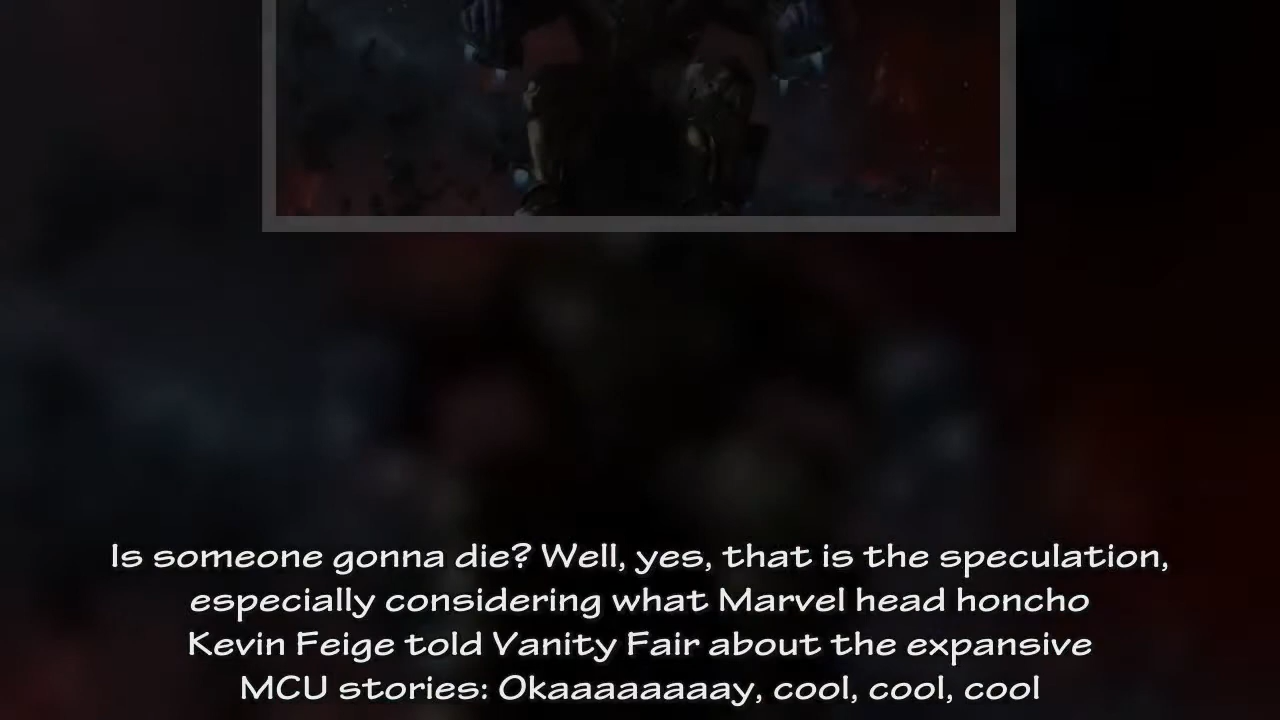 Is someone gonna die? Well, yes, that is the speculation,
especially considering what Marvel head honcho
Kevin Feige told Vanity Fair about the expansive
MCU stories: Okaaaaaaaay, cool, cool, cool